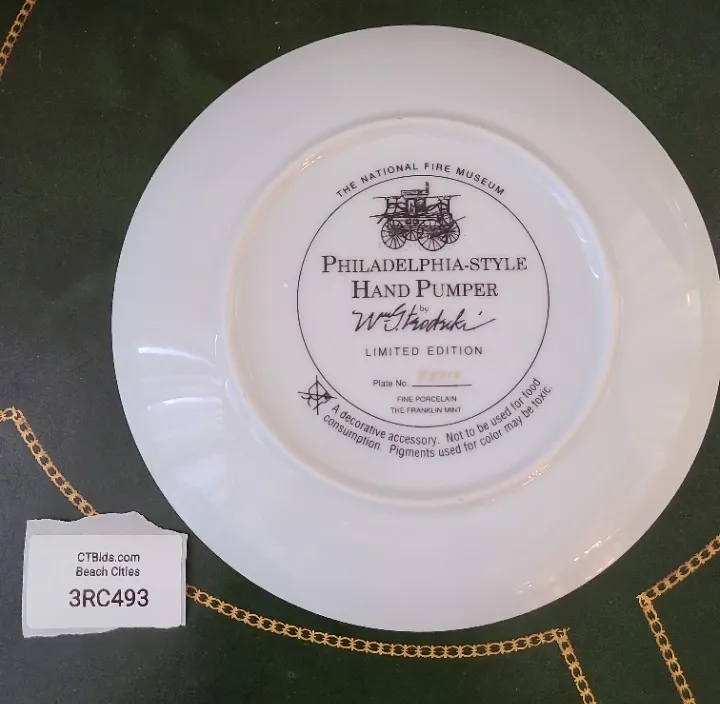 THE NATIONAL FIRE MUSEUM
PHILADELPHIA-STYLE
HAND PUMPER
by
LIMITED EDITION
Plate No.
FINE PORCELAIN
THE FRANKLIN MINT
A decorative accessory. Not to be used for food
consumption. Pigments used for color may be toxic.
CTBids.com
Beach Cities
3RC493